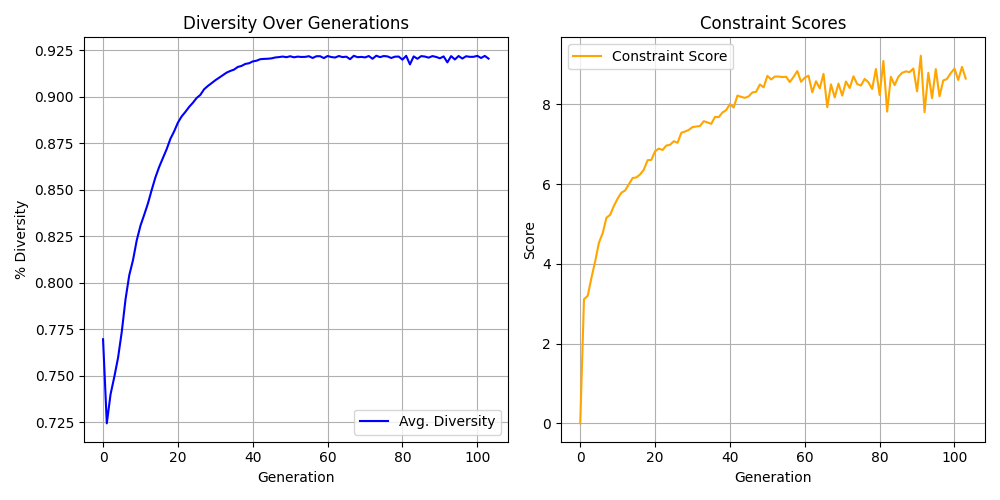 Diversity Over Generations
% Diversity
0.925
0.900
0.875
0.850
0.825
0.800
0.775
0.750
0.725
Avg. Diversity
0 20 40 60 80 100
Generation
Constraint Scores
Score
Constraint Score
8
6
4
2
0
0 20 40 60 80 100
Generation